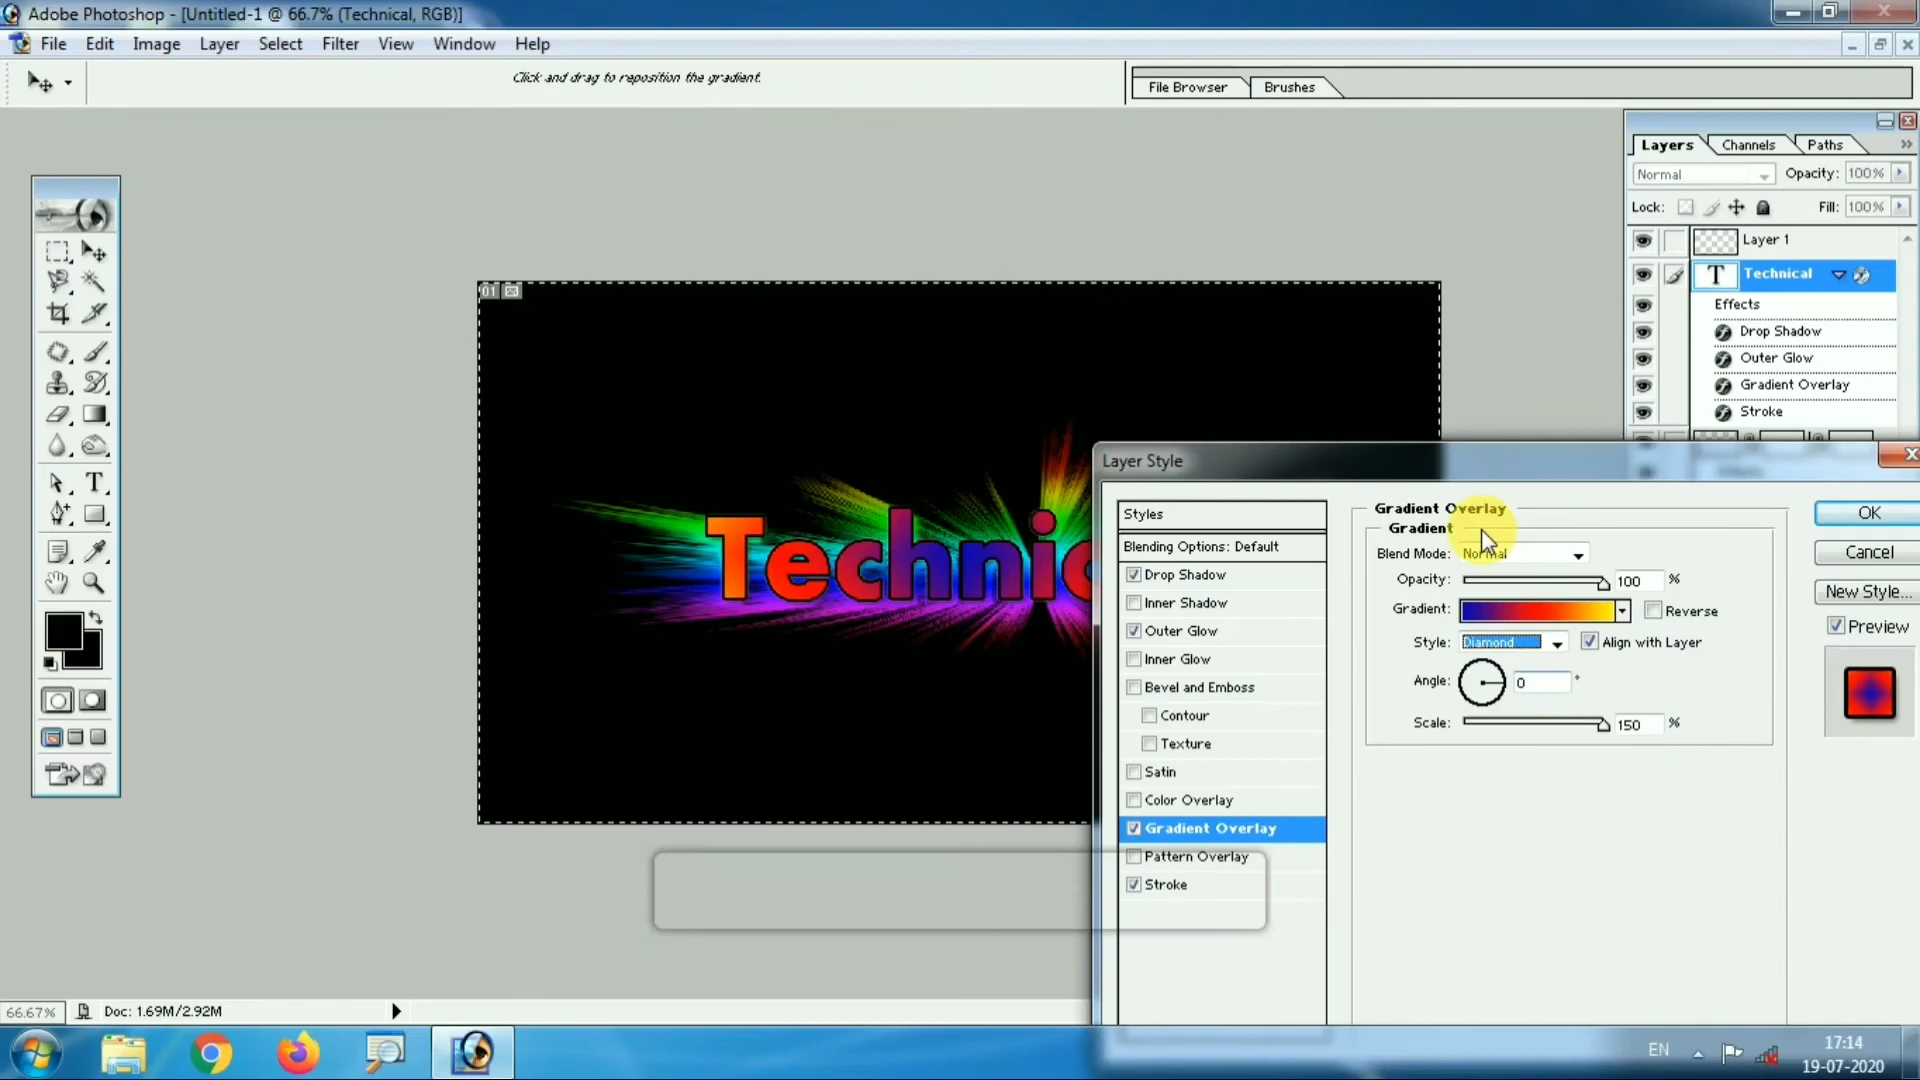 Adobe Photoshop - [Untitled-1 @ 66.7% (Technical, RGB)]
File Edit Image Layer Select Filter View Window Help
Click and drag to reposition the gradient.
File Browser Brushes
Layers Channels Paths
Normal Opacity: 100%
Lock: Fill: 100%
Layer 1
T Technical
Effects
Drop Shadow
Outer Glow
Gradient Overlay
Stroke
01
Technic
Layer Style
Styles
Blending Options: Default
Drop Shadow
Inner Shadow
Outer Glow
Inner Glow
Bevel and Emboss
Contour
Texture
Satin
Color Overlay
Gradient Overlay
Pattern Overlay
Stroke
Gradient Overlay
Gradient
Blend Mode: Normal
Opacity: 100 %
Gradient: Reverse
Style: Diamond Align with Layer
Angle: 0 °
Scale: 150 %
OK
Cancel
New Style...
Preview
66.67% Doc: 1.69M/2.92M
EN
17:14
19-07-2020